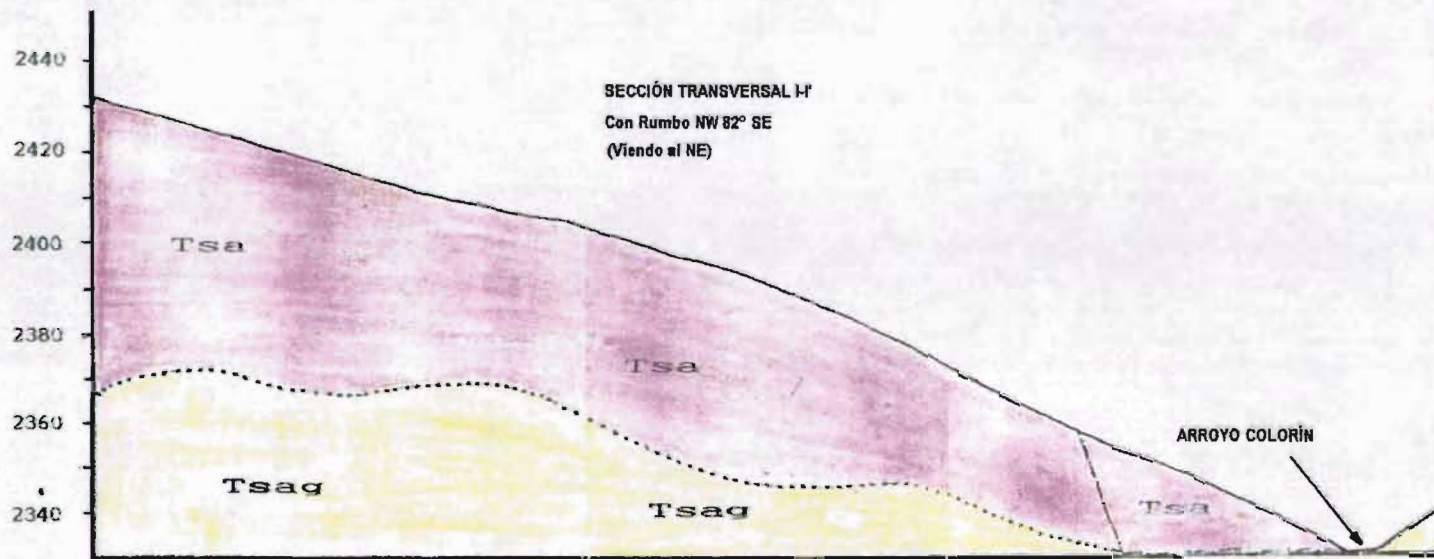 2440
SECCIÓN TRANSVERSAL I-I'
Con Rumbo NW 82° SE
(Viendo al NE)
2420
2400
Tsa
2380
Tsa
2360
ARROYO COLORÍN
Tsag
Tsag
Tsa
2340